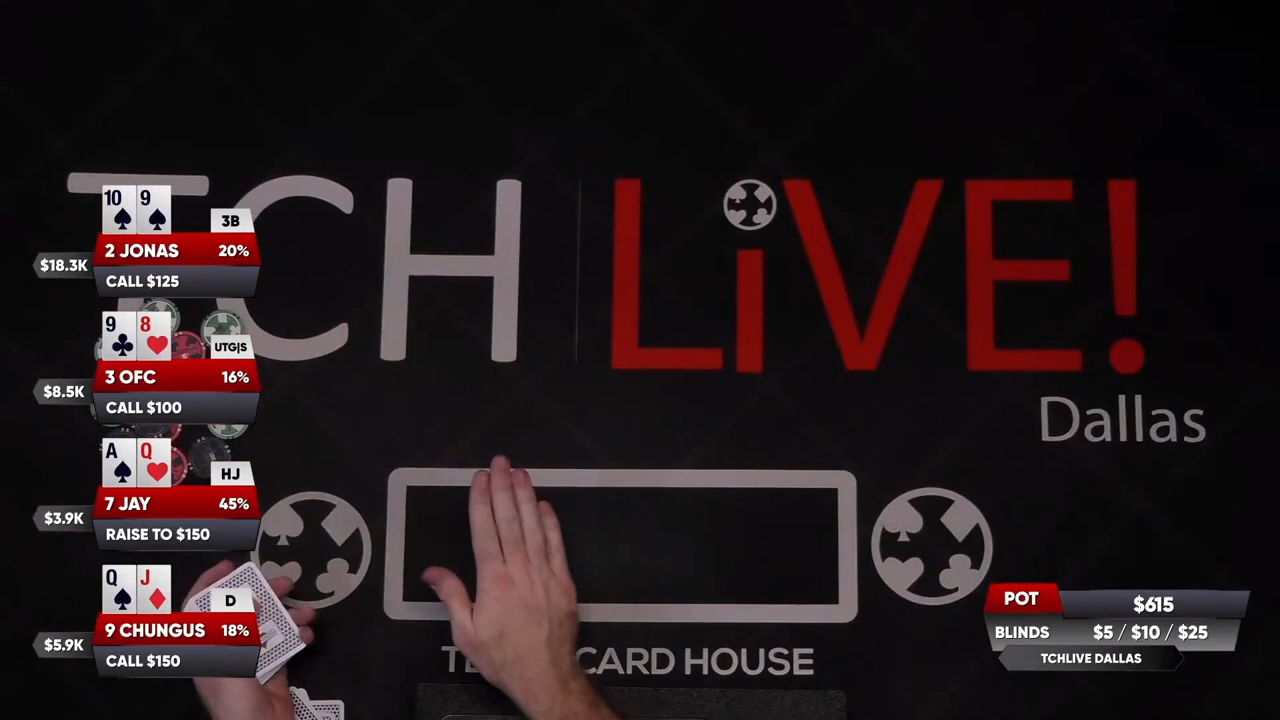 TCH LiVE!
Dallas
10 9
3B
2 JONAS 20%
$18.3K
CALL $125
9 8
UTG|S
3 OFC 16%
$8.5K
CALL $100
A Q
HJ
7 JAY 45%
$3.9K
RAISE TO $150
Q J
D
9 CHUNGUS 18%
$5.9K
CALL $150
CARD HOUSE
POT $615
BLINDS $5 / $10 / $25
TCHLIVE DALLAS